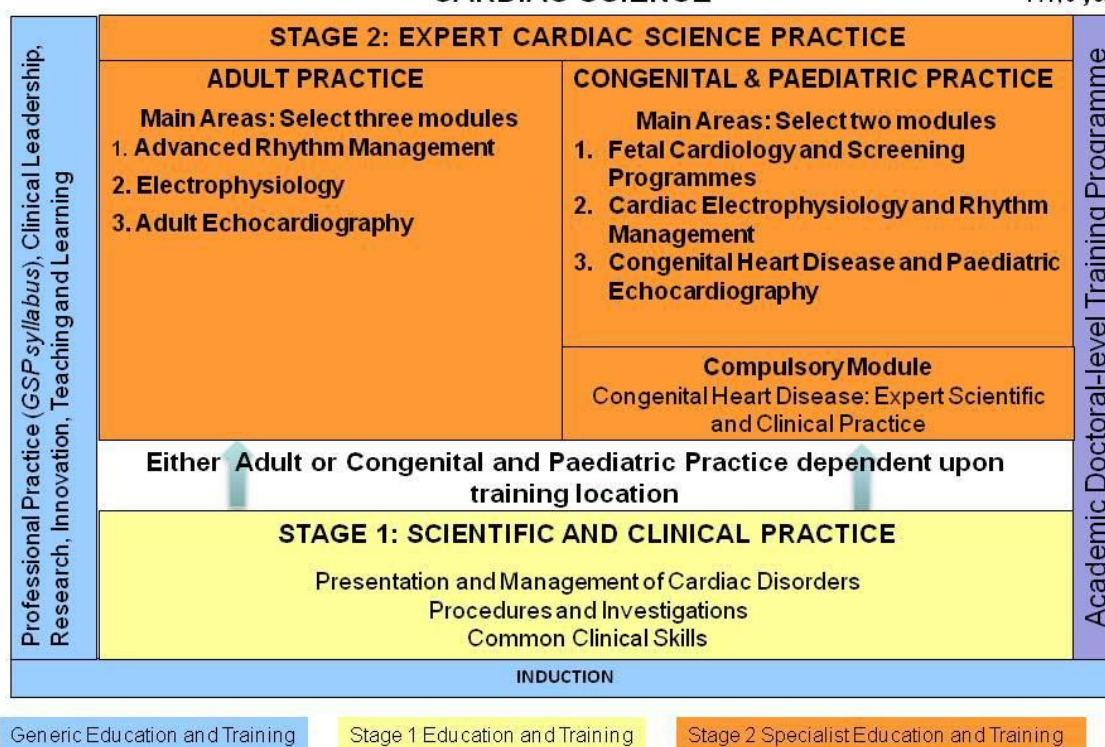 STAGE 2: EXPERT CARDIAC SCIENCE PRACTICE
ADULT PRACTICE
Main Areas: Select three modules
1. Advanced Rhythm Management
2. Electrophysiology
3. Adult Echocardiography
CONGENITAL & PAEDIATRIC PRACTICE
Main Areas: Select two modules
1. Fetal Cardiology and Screening
Programmes
2. Cardiac Electrophysiology and Rhythm
Management
3. Congenital Heart Disease and Paediatric
Echocardiography
Compulsory Module
Congenital Heart Disease: Expert Scientific
and Clinical Practice
Either Adult or Congenital and Paediatric Practice dependent upon
training location
STAGE 1: SCIENTIFIC AND CLINICAL PRACTICE
Presentation and Management of Cardiac Disorders
Procedures and Investigations
Common Clinical Skills
INDUCTION
Professional Practice (GSP syllabus), Clinical Leadership,
Research, Innovation, Teaching and Learning
Academic Doctoral-level Training Programme
Generic Education and Training
Stage 1 Education and Training
Stage 2 Specialist Education and Training